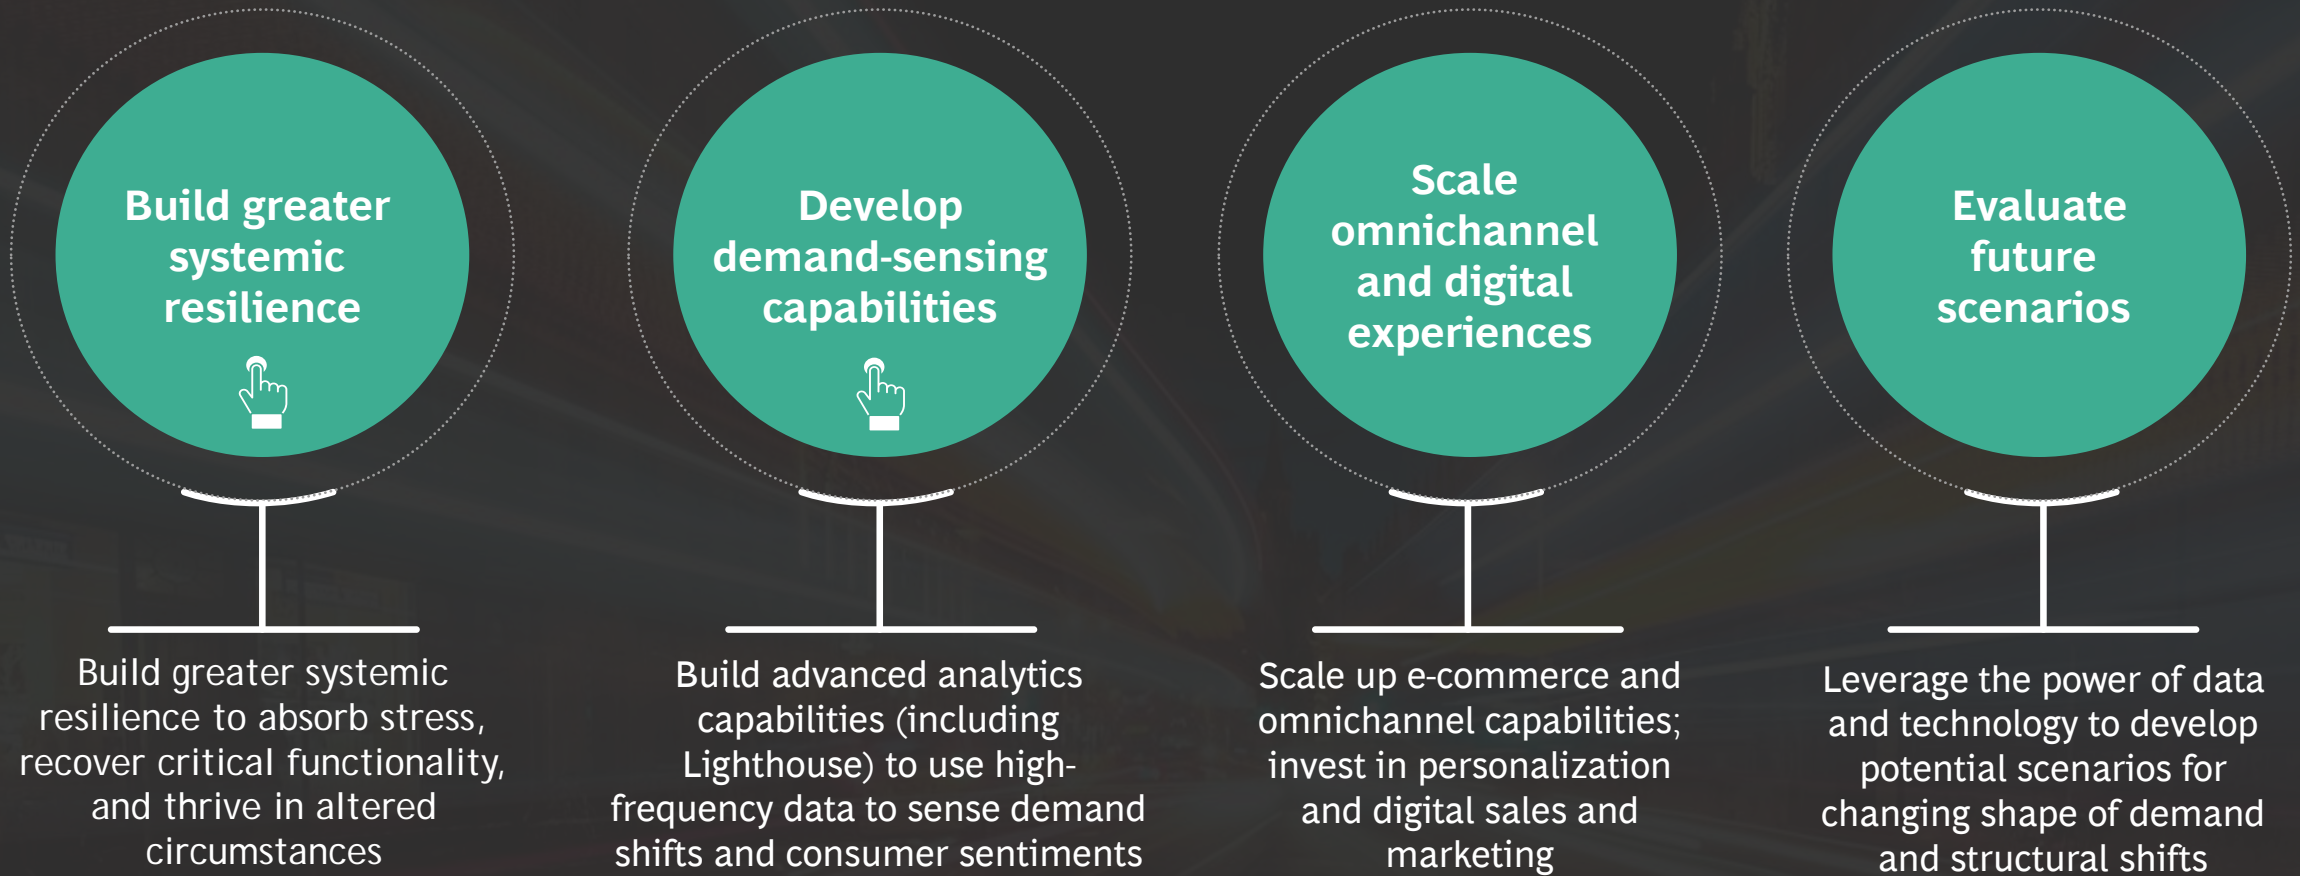 Build greater
systemic
resilience
Develop
demand-sensing
capabilities
Scale
omnichannel
and digital
experiences
Evaluate
future
scenarios
Build greater systemic
resilience to absorb stress,
recover critical functionality,
and thrive in altered
circumstances
Build advanced analytics
capabilities (including
Lighthouse) to use high-
frequency data to sense demand
shifts and consumer sentiments
Scale up e-commerce and
omnichannel capabilities;
invest in personalization
and digital sales and
marketing
Leverage the power of data
and technology to develop
potential scenarios for
changing shape of demand
and structural shifts